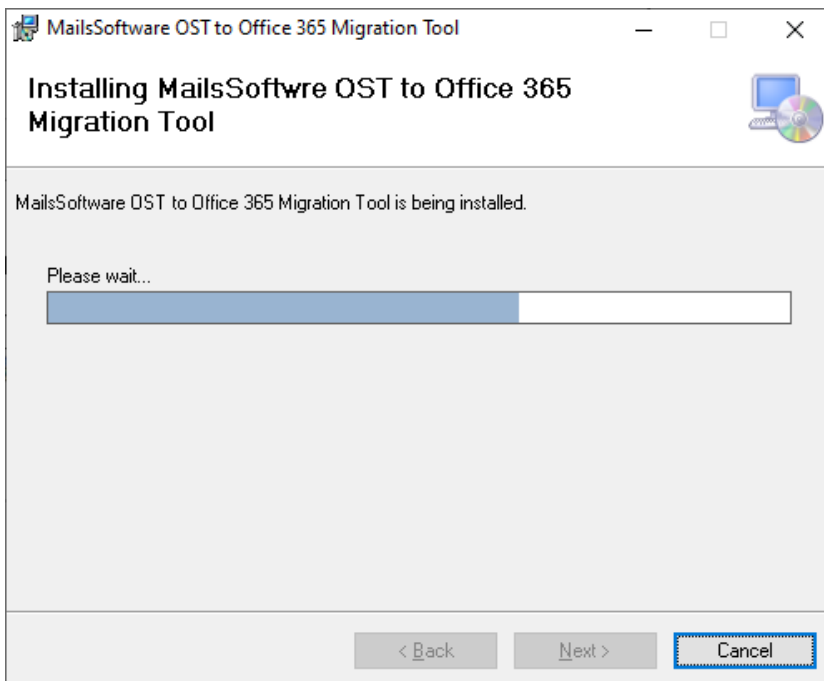 MailsSoftware OST to Office 365 Migration Tool
Installing MailsSoftwre OST to Office 365
Migration Tool
MailsSoftware OST to Office 365 Migration Tool is being installed.
Please wait...
< Back
Next >
Cancel